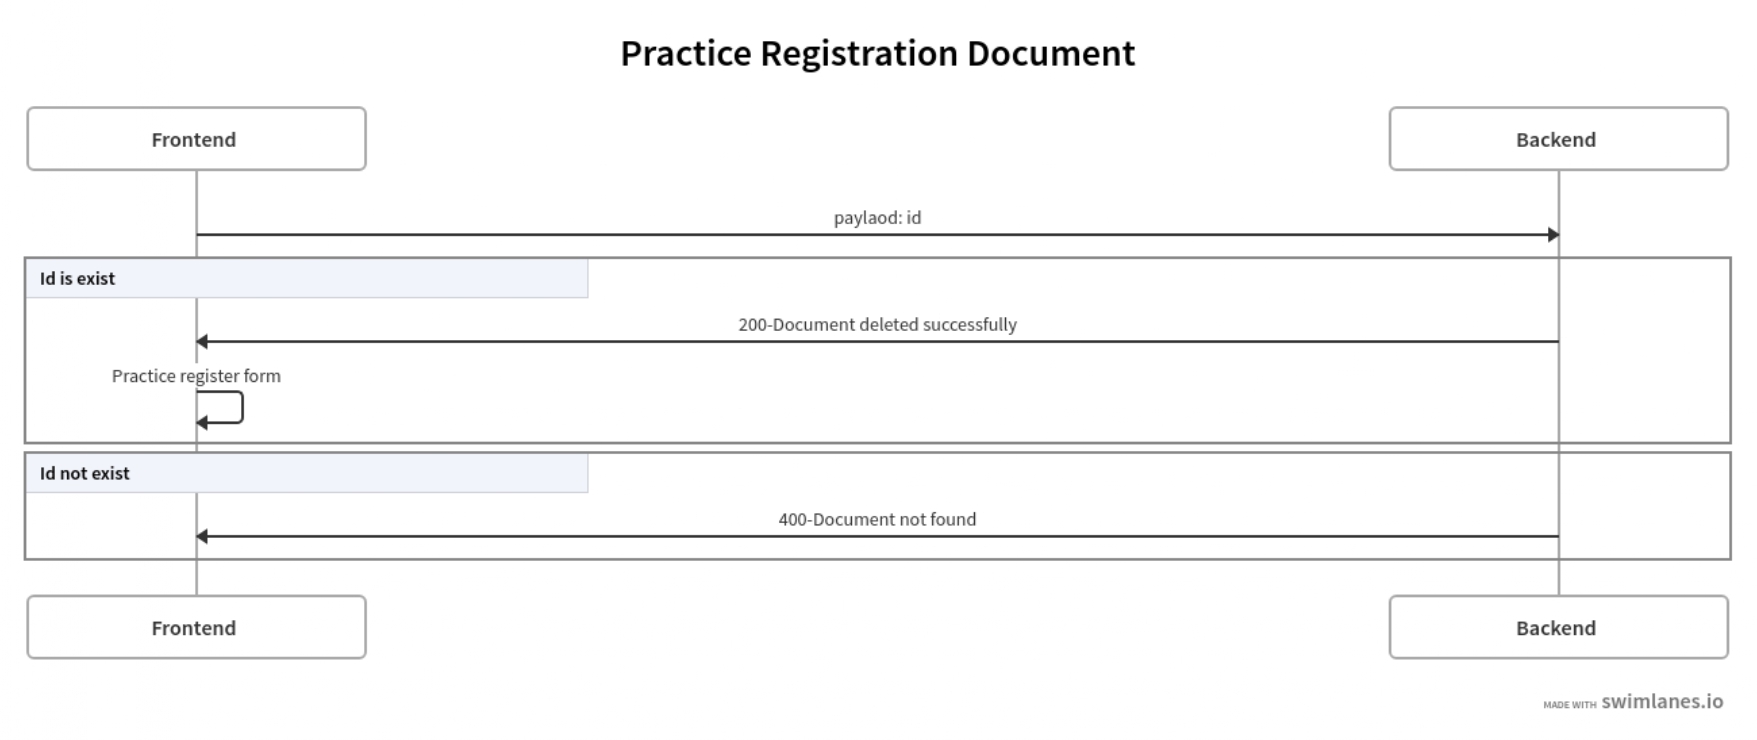 Practice Registration Document
Frontend
Backend
paylaod: id
Id is exist
200-Document deleted successfully
Practice register form
Id not exist
400-Document not found
Frontend
Backend
MADE WITH swimlanes.io